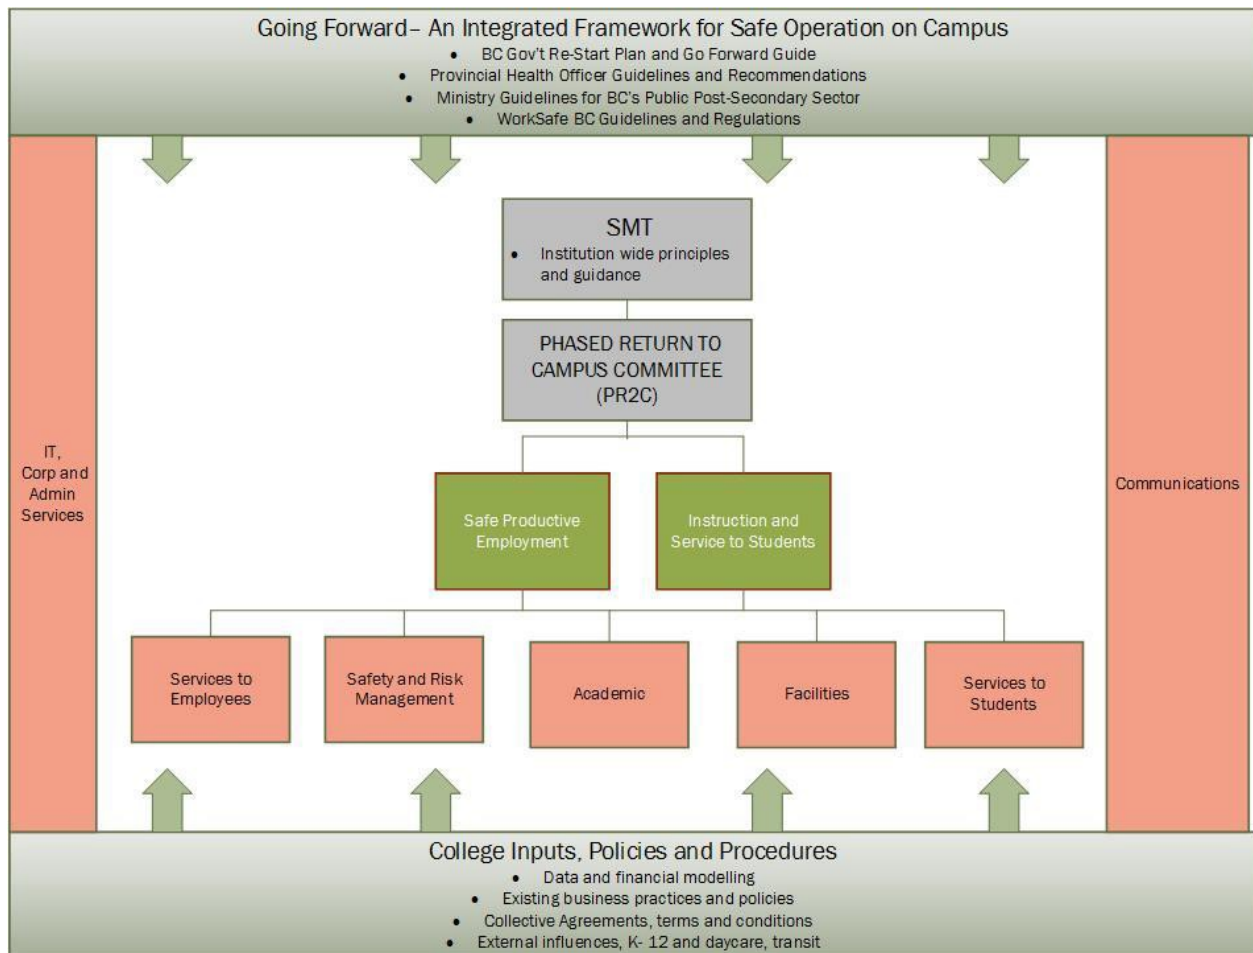 Going Forward– An Integrated Framework for Safe Operation on Campus
• BC Gov't Re-Start Plan and Go Forward Guide
• Provincial Health Officer Guidelines and Recommendations
• Ministry Guidelines for BC's Public Post-Secondary Sector
• WorkSafe BC Guidelines and Regulations
SMT
• Institution wide principles
and guidance
PHASED RETURN TO
CAMPUS COMMITTEE
(PR2C)
IT,
Corp and
Admin
Services
Communications
Safe Productive
Employment
Instruction and
Service to Students
Services to
Employees
Safety and Risk
Management
Academic
Facilities
Services to
Students
College Inputs, Policies and Procedures
• Data and financial modelling
• Existing business practices and policies
• Collective Agreements, terms and conditions
• External influences, K- 12 and daycare, transit